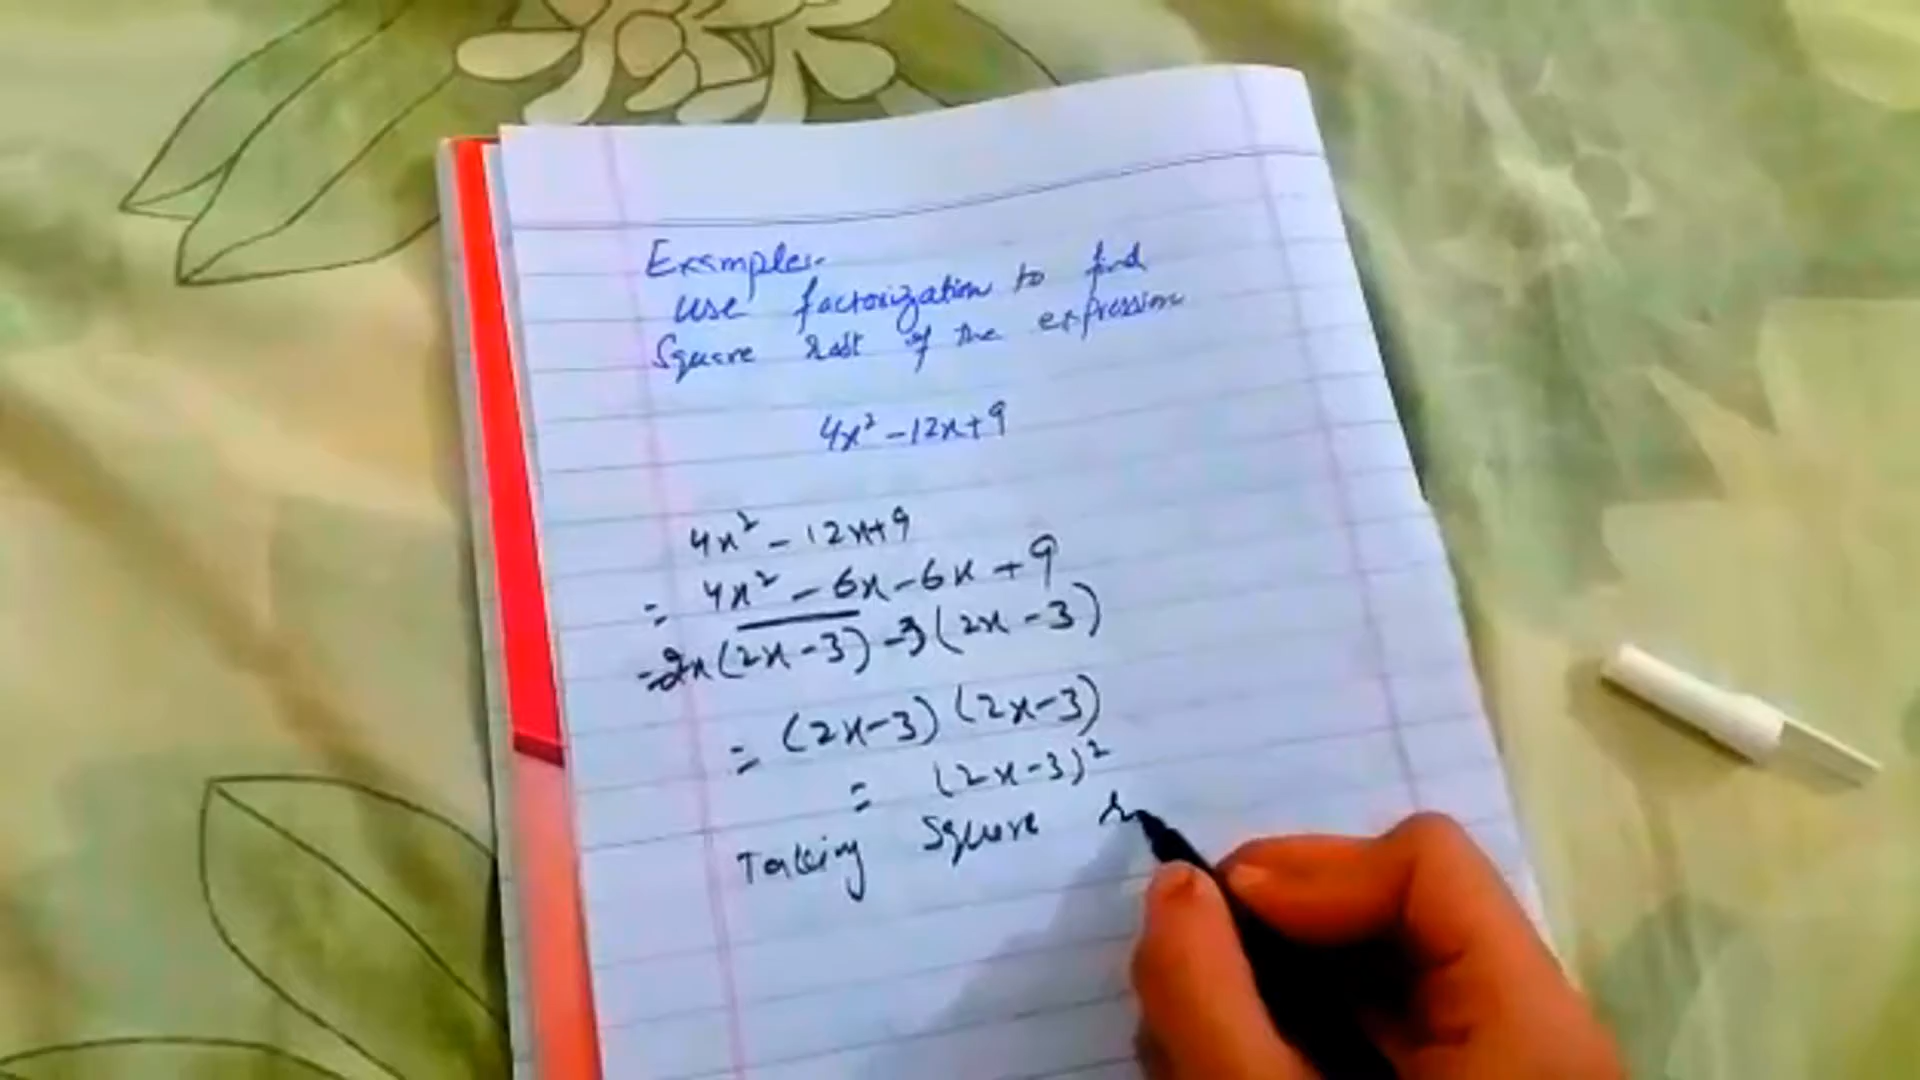 Example:-
Use factorization to find
Square root of the expression
4x² - 12x + 9
4x² - 12x + 9
= 4x² - 6x - 6x + 9
= 2x(2x - 3) - 3(2x - 3)
= (2x - 3) (2x - 3)
= (2x - 3)²
Taking Square